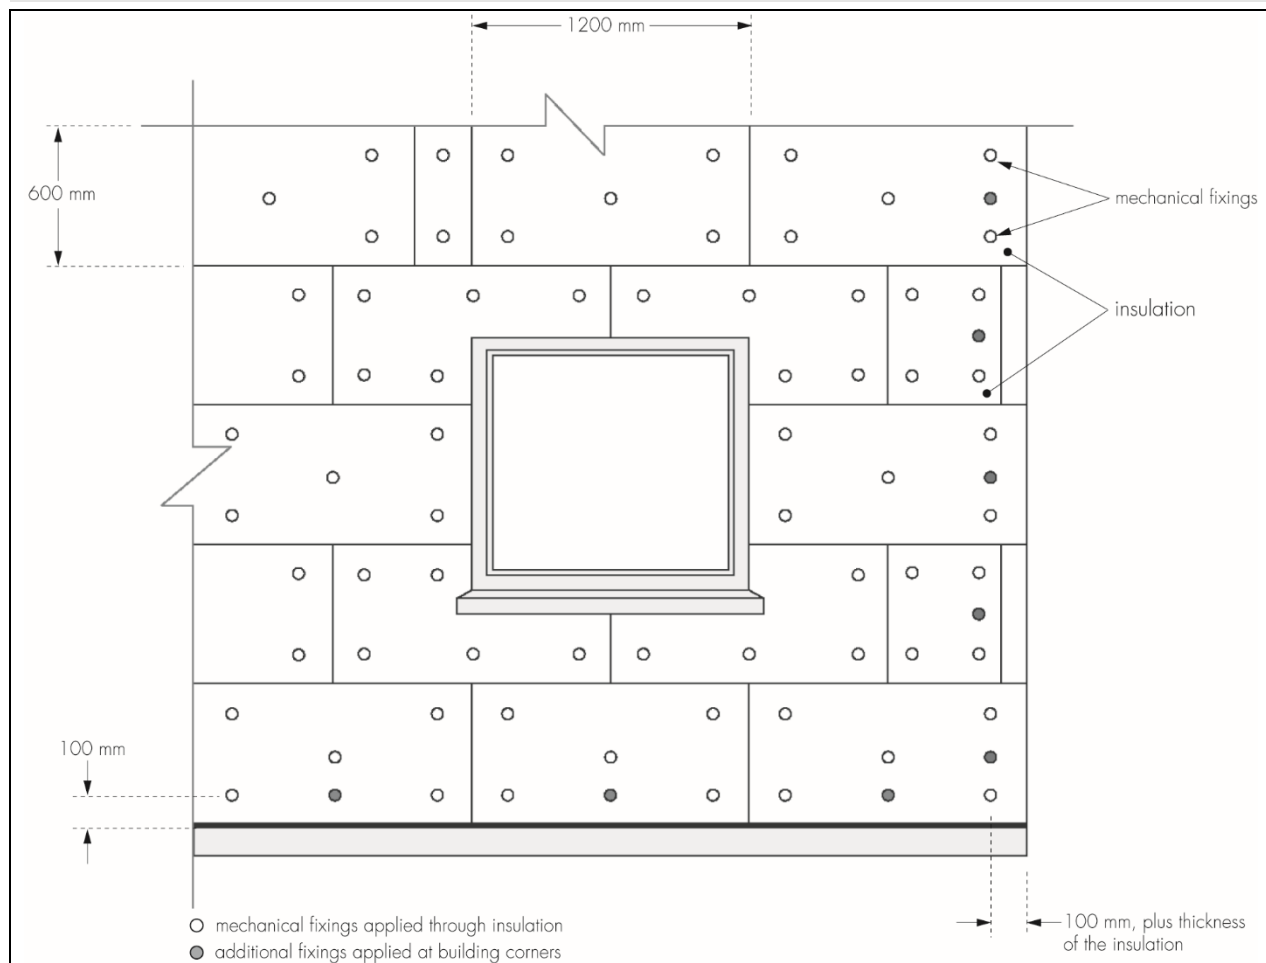 1200 mm
600 mm
mechanical fixings
insulation
100 mm
mechanical fixings applied through insulation
additional fixings applied at building corners
100 mm, plus thickness
of the insulation